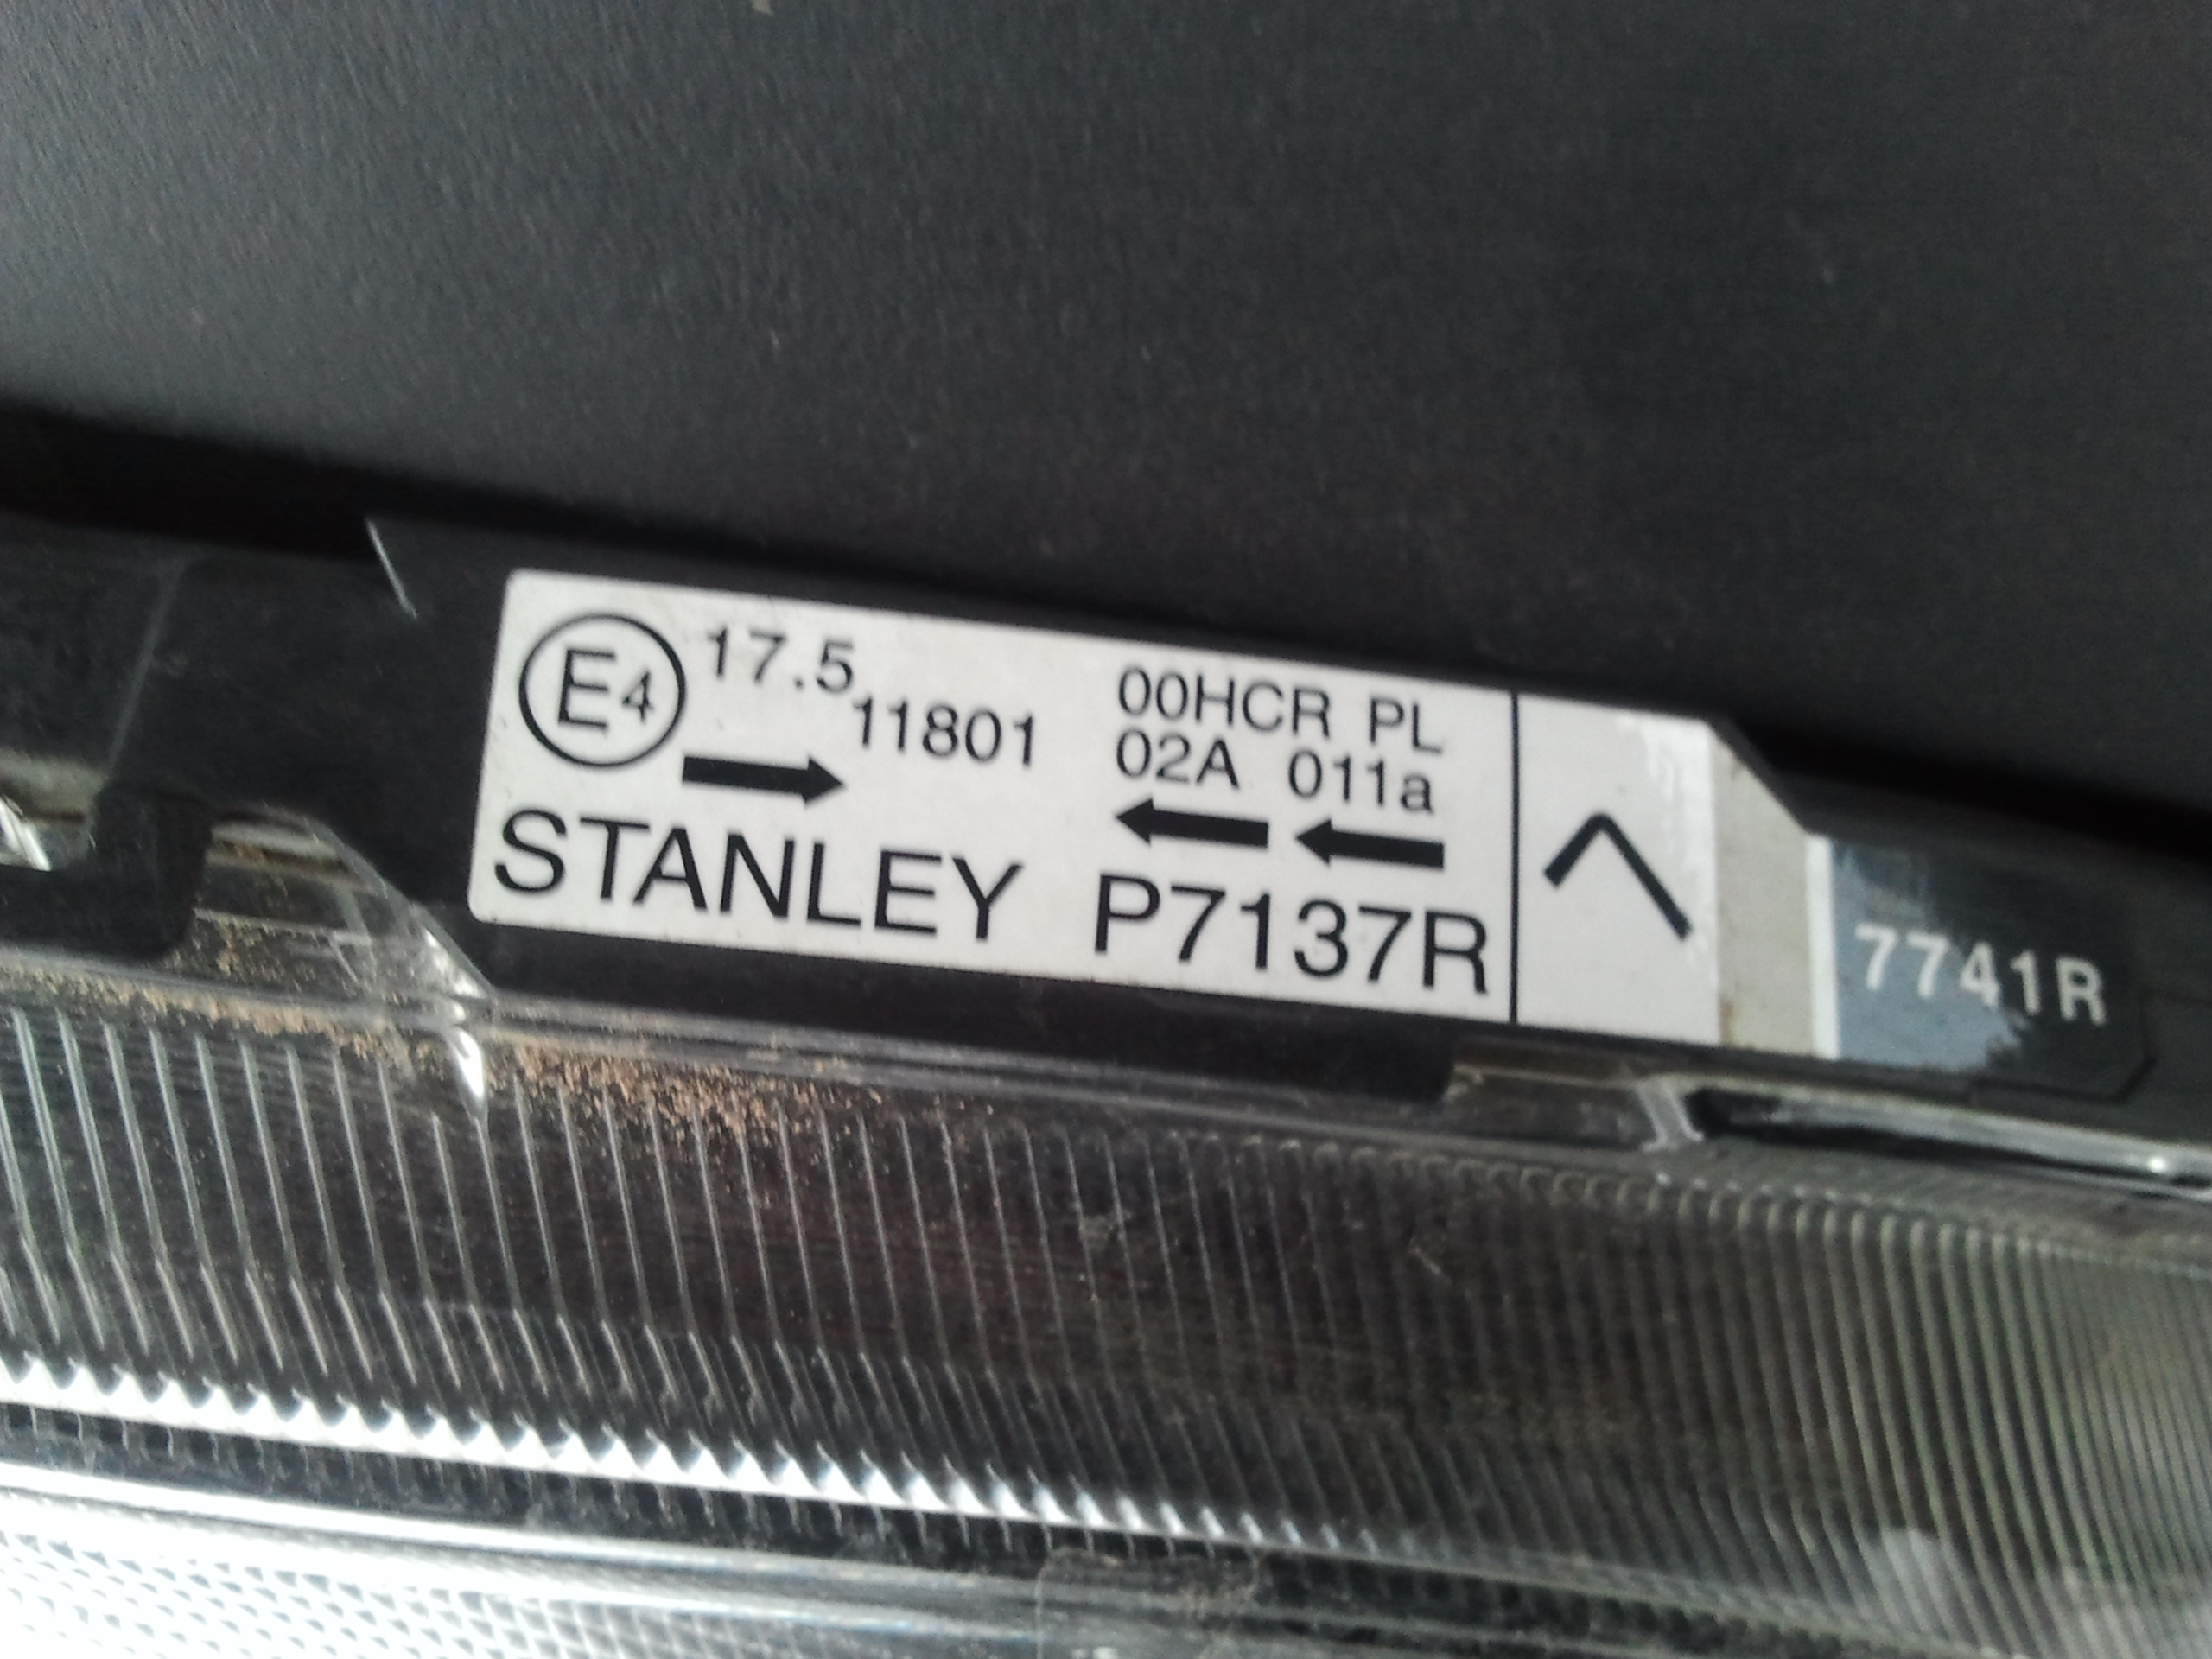 E4 17.5 00HCR PL
11801 02A 011a
→ ← ←
STANLEY P7137R
7741R